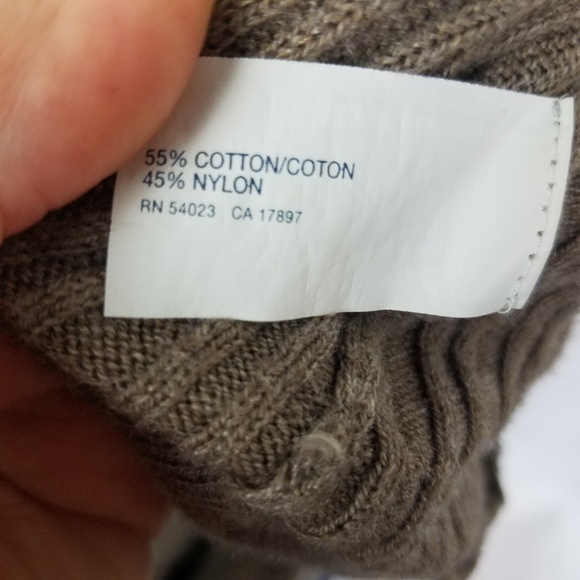 55% COTTON/COTON
45% NYLON
RN 54023 CA 17897